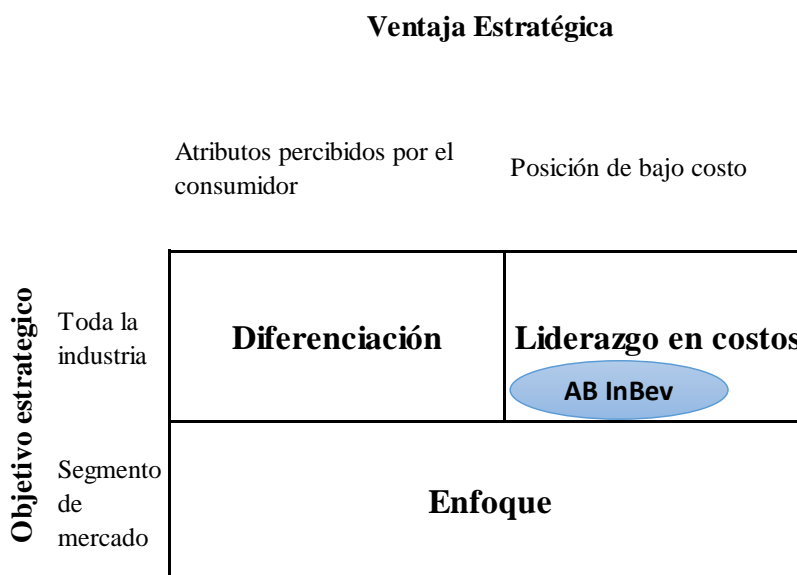 Ventaja Estratégica
Atributos percibidos por el
consumidor
Posición de bajo costo
Objetivo estrategico
Toda la
industria
Diferenciación
Liderazgo en costos
AB InBev
Segmento
de
mercado
Enfoque